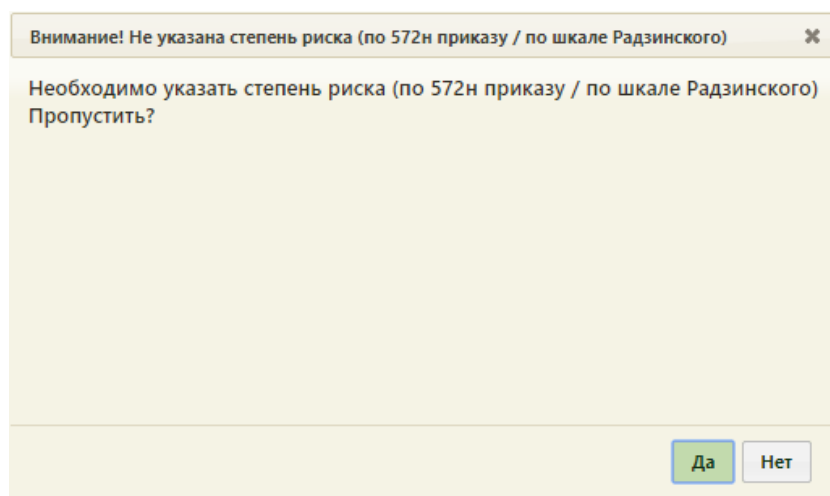 Внимание! Не указана степень риска (по 572н приказу / по шкале Радзинского)
Необходимо указать степень риска (по 572н приказу / по шкале Радзинского)
Пропустить?
Да
Нет